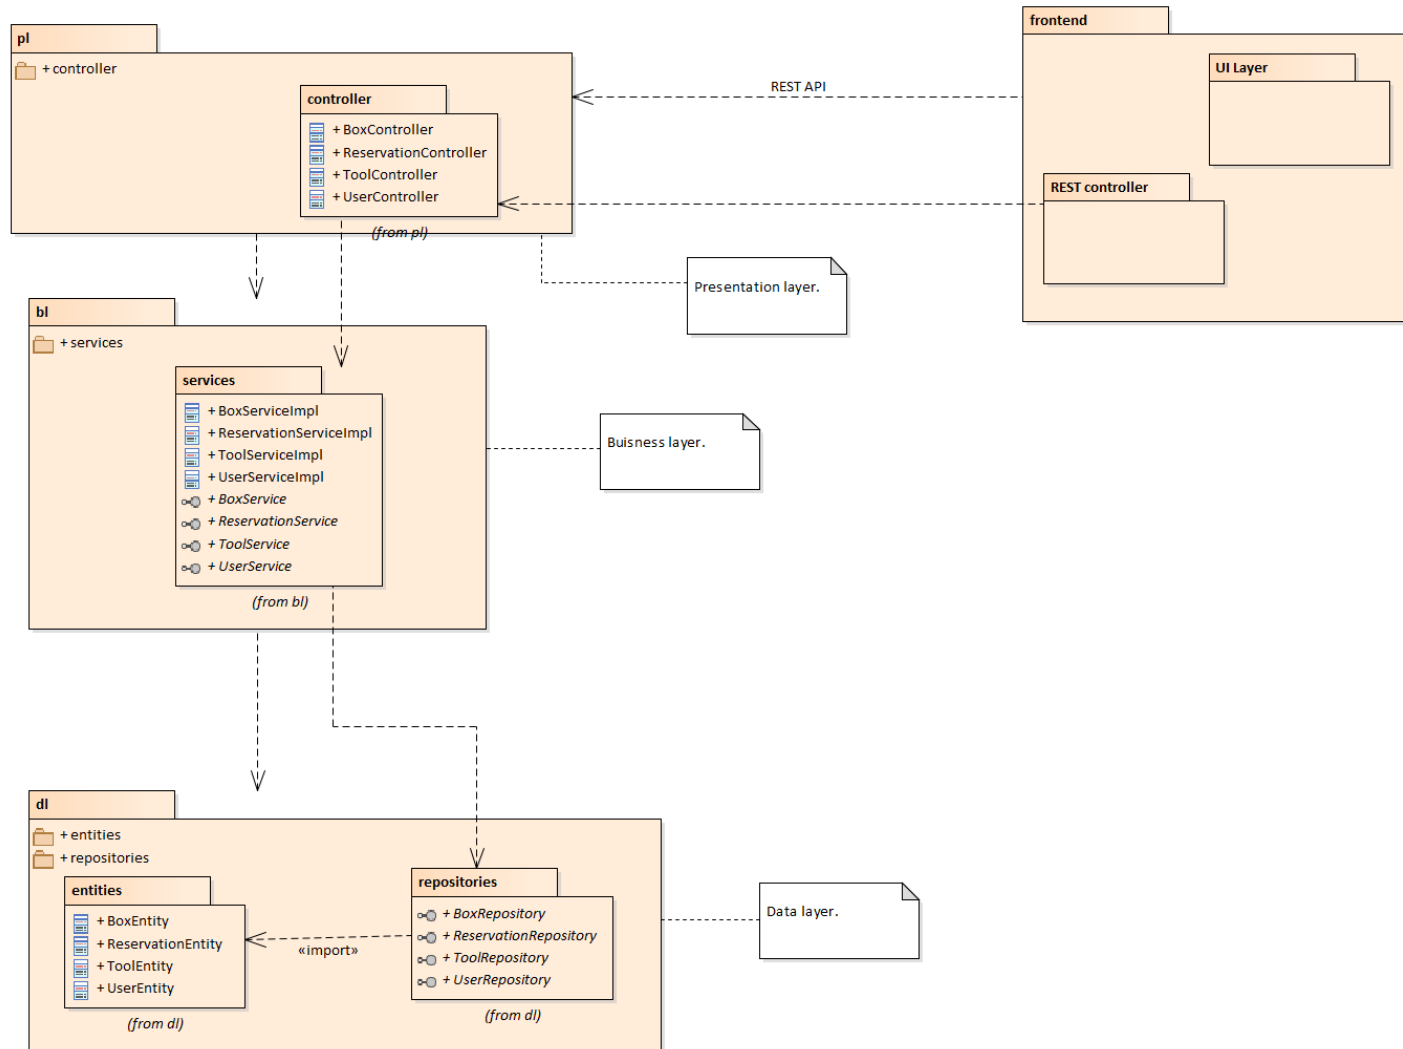 pl
+ controller
controller
+ BoxController
+ ReservationController
+ ToolController
+ UserController
(from pl)
REST API
frontend
UI Layer
REST controller
Presentation layer.
bl
+ services
services
+ BoxServiceImpl
+ ReservationServiceImpl
+ ToolServiceImpl
+ UserServiceImpl
+ BoxService
+ ReservationService
+ ToolService
+ UserService
(from bl)
Buisness layer.
dl
+ entities
+ repositories
entities
+ BoxEntity
+ ReservationEntity
+ ToolEntity
+ UserEntity
(from dl)
«import»
repositories
+ BoxRepository
+ ReservationRepository
+ ToolRepository
+ UserRepository
(from dl)
Data layer.